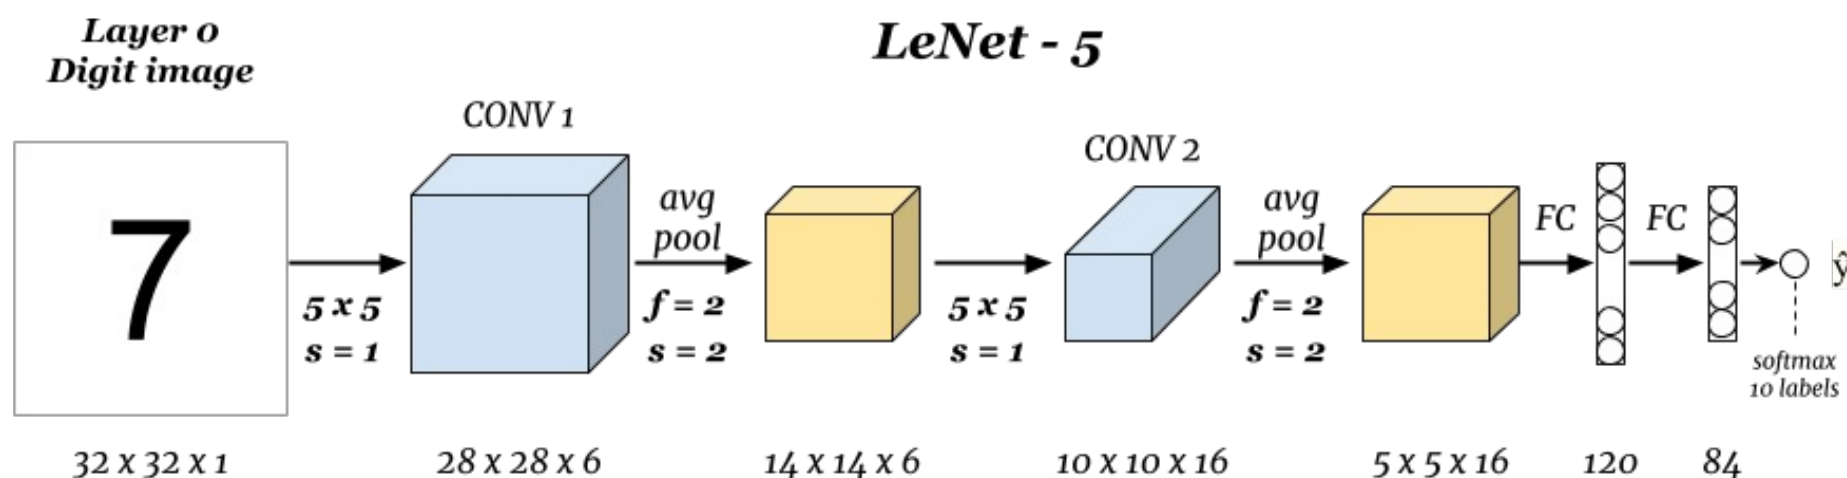 Layer 0
Digit image
LeNet - 5
CONV 1
CONV 2
avg
pool
avg
pool
FC
FC
7
ŷ
5 x 5
s = 1
f = 2
s = 2
5 x 5
s = 1
f = 2
s = 2
softmax
10 labels
32 x 32 x 1
28 x 28 x 6
14 x 14 x 6
10 x 10 x 16
5 x 5 x 16
120
84